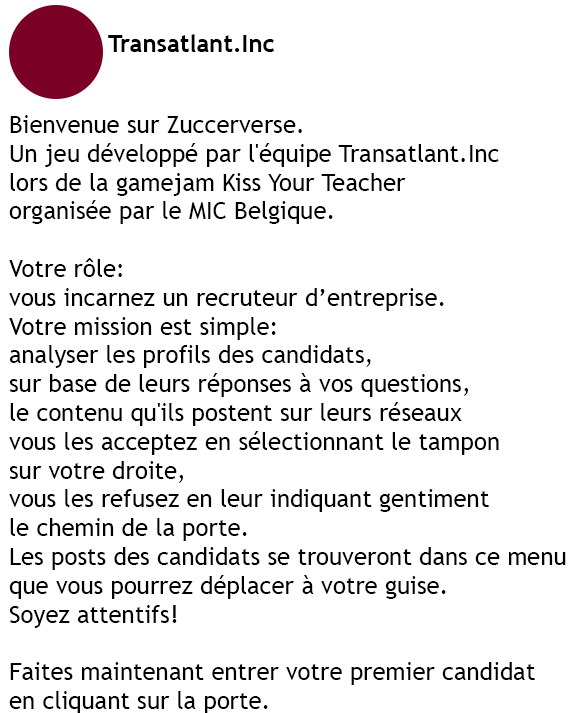 Transatlant.Inc
Bienvenue sur Zuccerverse.
Un jeu développé par l'équipe Transatlant.Inc
lors de la gamejam Kiss Your Teacher
organisée par le MIC Belgique.
Votre rôle:
vous incarnez un recruteur d’entreprise.
Votre mission est simple:
analyser les profils des candidats,
sur base de leurs réponses à vos questions,
le contenu qu'ils postent sur leurs réseaux
vous les acceptez en sélectionnant le tampon
sur votre droite,
vous les refusez en leur indiquant gentiment
le chemin de la porte.
Les posts des candidats se trouveront dans ce menu
que vous pourrez déplacer à votre guise.
Soyez attentifs!
Faites maintenant entrer votre premier candidat
en cliquant sur la porte.